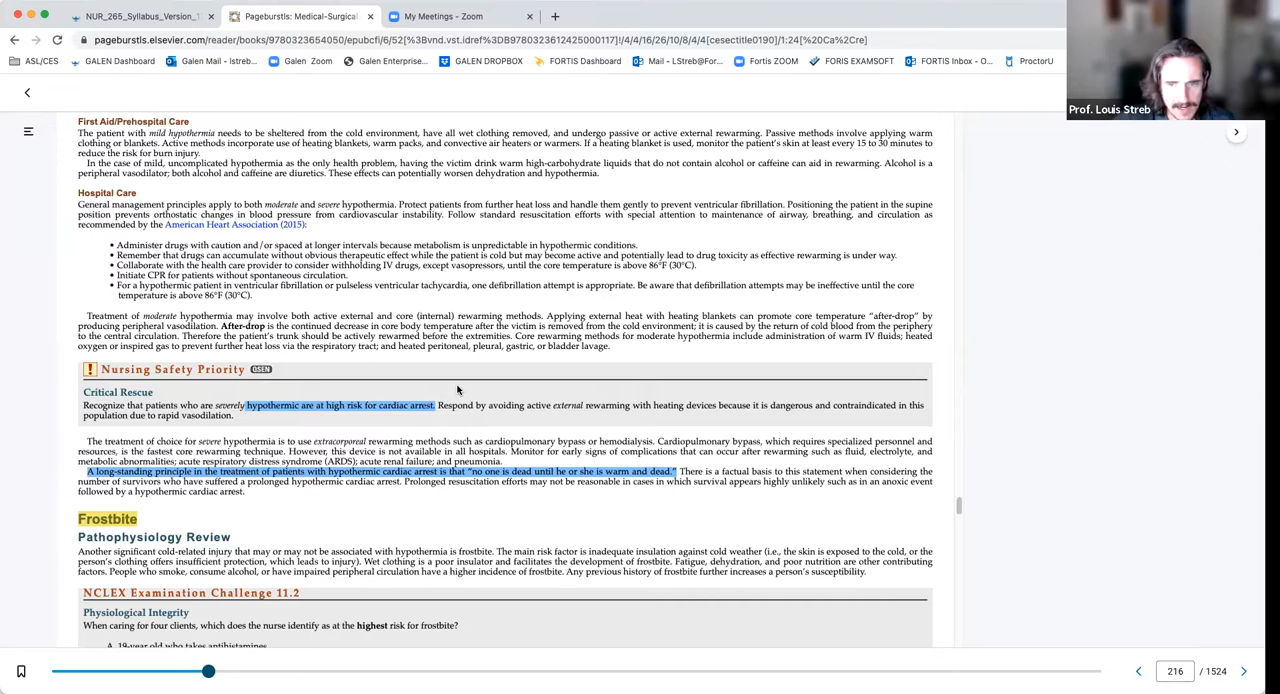 NUR_265_Syllabus_Version_
Pageburstls: Medical-Surgical
My Meetings – Zoom
pageburstls.elsevier.com/reader/books/9780323654050/epubcfi/6/52[%3Bvnd.vst.idref%3DB9780323612425000117]!/4/4/16/26/10/8/4/4[cesectitle0190]/1:24[%20Ca%2Cre]
ASL/CES
GALEN Dashboard
Galen Mail - lstreb...
Galen Zoom
Galen Enterprise...
GALEN DROPBOX
FORTIS Dashboard
Mail - LStreb@For...
Fortis ZOOM
FORIS EXAMSOFT
FORTIS Inbox - O...
ProctorU
Prof. Louis Streb
First Aid/Prehospital Care
The patient with mild hypothermia needs to be sheltered from the cold environment, have all wet clothing removed, and undergo passive or active external rewarming. Passive methods involve applying warm
clothing or blankets. Active methods incorporate use of heating blankets, warm packs, and convective air heaters or warmers. If a heating blanket is used, monitor the patient's skin at least every 15 to 30 minutes to
reduce the risk for burn injury.
In the case of mild, uncomplicated hypothermia as the only health problem, having the victim drink warm high-carbohydrate liquids that do not contain alcohol or caffeine can aid in rewarming. Alcohol is a
peripheral vasodilator; both alcohol and caffeine are diuretics. These effects can potentially worsen dehydration and hypothermia.
Hospital Care
General management principles apply to both moderate and severe hypothermia. Protect patients from further heat loss and handle them gently to prevent ventricular fibrillation. Positioning the patient in the supine
position prevents orthostatic changes in blood pressure from cardiovascular instability. Follow standard resuscitation efforts with special attention to maintenance of airway, breathing, and circulation as
recommended by the American Heart Association (2015):
• Administer drugs with caution and/or spaced at longer intervals because metabolism is unpredictable in hypothermic conditions.
• Remember that drugs can accumulate without obvious therapeutic effect while the patient is cold but may become active and potentially lead to drug toxicity as effective rewarming is under way.
• Collaborate with the health care provider to consider withholding IV drugs, except vasopressors, until the core temperature is above 86°F (30°C).
• Initiate CPR for patients without spontaneous circulation.
• For a hypothermic patient in ventricular fibrillation or pulseless ventricular tachycardia, one defibrillation attempt is appropriate. Be aware that defibrillation attempts may be ineffective until the core
temperature is above 86°F (30°C).
Treatment of moderate hypothermia may involve both active external and core (internal) rewarming methods. Applying external heat with heating blankets can promote core temperature “after-drop” by
producing peripheral vasodilation. After-drop is the continued decrease in core body temperature after the victim is removed from the cold environment; it is caused by the return of cold blood from the periphery
to the central circulation. Therefore the patient's trunk should be actively rewarmed before the extremities. Core rewarming methods for moderate hypothermia include administration of warm IV fluids; heated
oxygen or inspired gas to prevent further heat loss via the respiratory tract; and heated peritoneal, pleural, gastric, or bladder lavage.
! Nursing Safety Priority QSEN
Critical Rescue
Recognize that patients who are severely hypothermic are at high risk for cardiac arrest. Respond by avoiding active external rewarming with heating devices because it is dangerous and contraindicated in this
population due to rapid vasodilation.
The treatment of choice for severe hypothermia is to use extracorporeal rewarming methods such as cardiopulmonary bypass or hemodialysis. Cardiopulmonary bypass, which requires specialized personnel and
resources, is the fastest core rewarming technique. However, this device is not available in all hospitals. Monitor for early signs of complications that can occur after rewarming such as fluid, electrolyte, and
metabolic abnormalities; acute respiratory distress syndrome (ARDS); acute renal failure; and pneumonia.
A long-standing principle in the treatment of patients with hypothermic cardiac arrest is that “no one is dead until he or she is warm and dead.” There is a factual basis to this statement when considering the
number of survivors who have suffered a prolonged hypothermic cardiac arrest. Prolonged resuscitation efforts may not be reasonable in cases in which survival appears highly unlikely such as in an anoxic event
followed by a hypothermic cardiac arrest.
Frostbite
Pathophysiology Review
Another significant cold-related injury that may or may not be associated with hypothermia is frostbite. The main risk factor is inadequate insulation against cold weather (i.e., the skin is exposed to the cold, or the
person's clothing offers insufficient protection, which leads to injury). Wet clothing is a poor insulator and facilitates the development of frostbite. Fatigue, dehydration, and poor nutrition are other contributing
factors. People who smoke, consume alcohol, or have impaired peripheral circulation have a higher incidence of frostbite. Any previous history of frostbite further increases a person's susceptibility.
NCLEX Examination Challenge 11.2
Physiological Integrity
When caring for four clients, which does the nurse identify as at the highest risk for frostbite?
A. 19-year old who takes antihistamines
216 / 1524